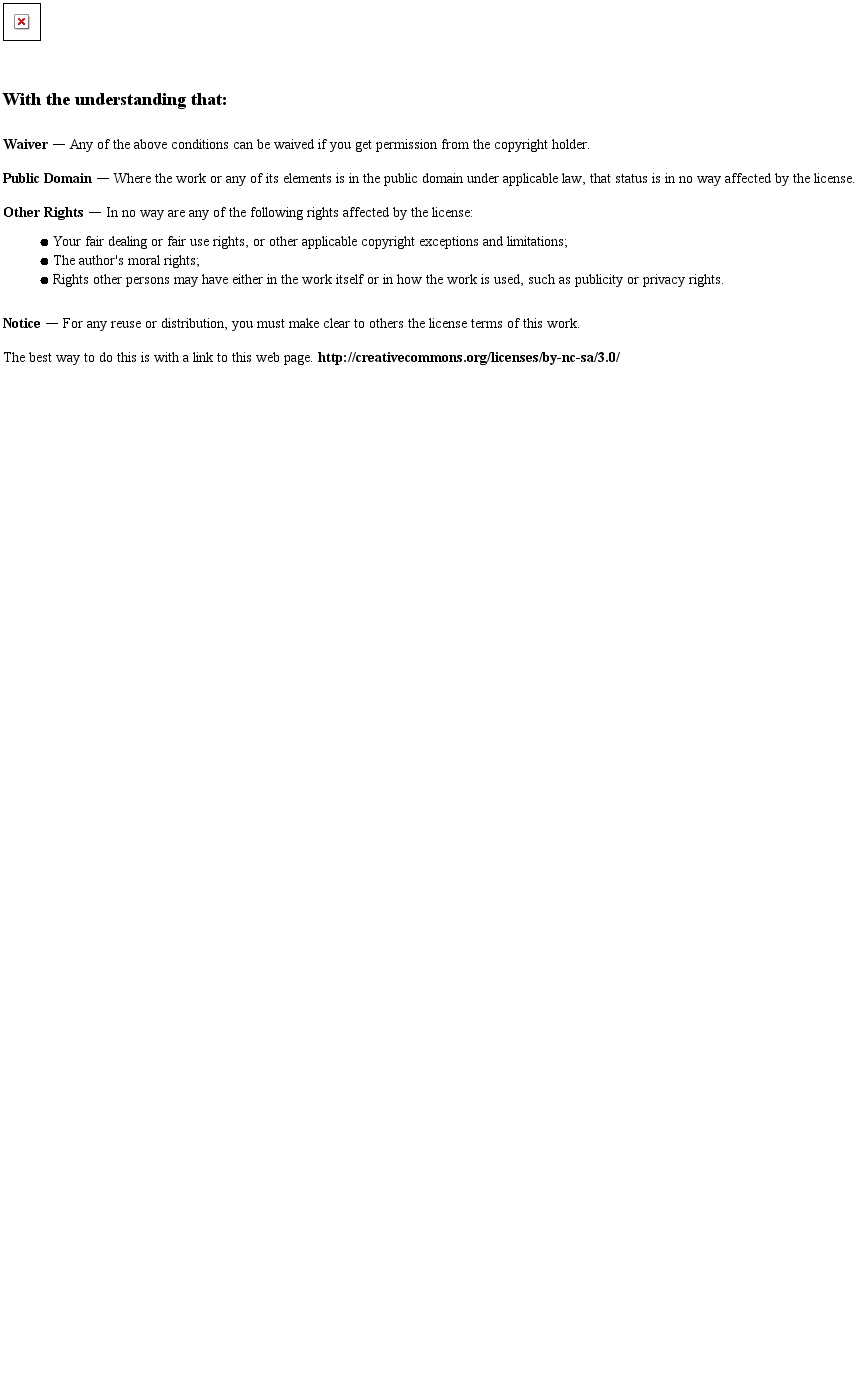 With the understanding that:
Waiver — Any of the above conditions can be waived if you get permission from the copyright holder.
Public Domain — Where the work or any of its elements is in the public domain under applicable law, that status is in no way affected by the license.
Other Rights — In no way are any of the following rights affected by the license:
● Your fair dealing or fair use rights, or other applicable copyright exceptions and limitations;
● The author's moral rights;
● Rights other persons may have either in the work itself or in how the work is used, such as publicity or privacy rights.
Notice — For any reuse or distribution, you must make clear to others the license terms of this work.
The best way to do this is with a link to this web page. http://creativecommons.org/licenses/by-nc-sa/3.0/